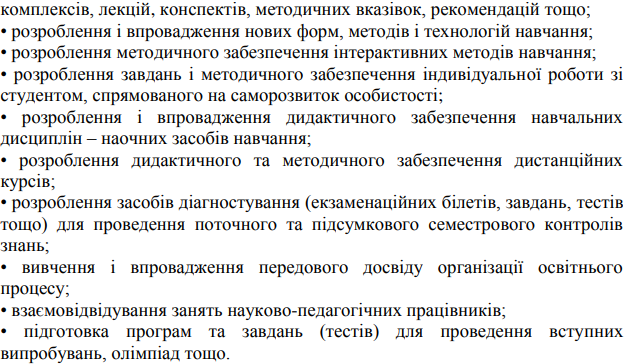 комплексів, лекцій, конспектів, методичних вказівок, рекомендацій тощо;
• розроблення і впровадження нових форм, методів і технологій навчання;
• розроблення методичного забезпечення інтерактивних методів навчання;
• розроблення завдань і методичного забезпечення індивідуальної роботи зі
студентом, спрямованого на саморозвиток особистості;
• розроблення і впровадження дидактичного забезпечення навчальних
дисциплін – наочних засобів навчання;
• розроблення дидактичного та методичного забезпечення дистанційних
курсів;
• розроблення засобів діагностування (екзаменаційних білетів, завдань, тестів
тощо) для проведення поточного та підсумкового семестрового контролів
знань;
• вивчення і впровадження передового досвіду організації освітнього
процесу;
• взаємовідвідування занять науково-педагогічних працівників;
• підготовка програм та завдань (тестів) для проведення вступних
випробувань, олімпіад тощо.